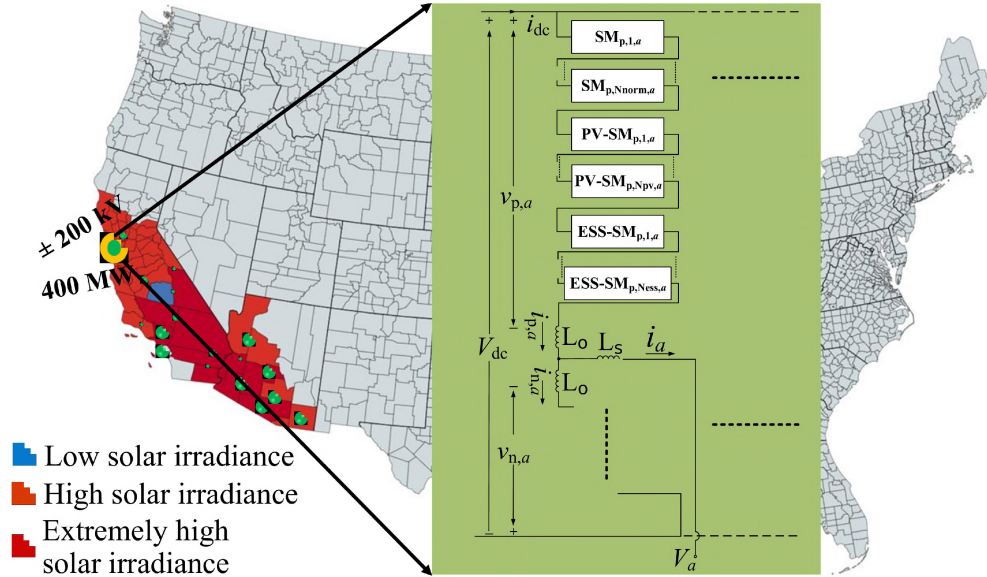 ± 200 kV
400 MW
Low solar irradiance
High solar irradiance
Extremely high
solar irradiance
+ +
i_dc
SM_p,1,a
SM_p,Nnorm,a
PV-SM_p,1,a
v_p,a
PV-SM_p,Npv,a
ESS-SM_p,1,a
ESS-SM_p,Ness,a
−
i_p,a
L_o
L_s
i_a
V_dc
i_n,a
L_o
−
v_n,a
− +
V_a